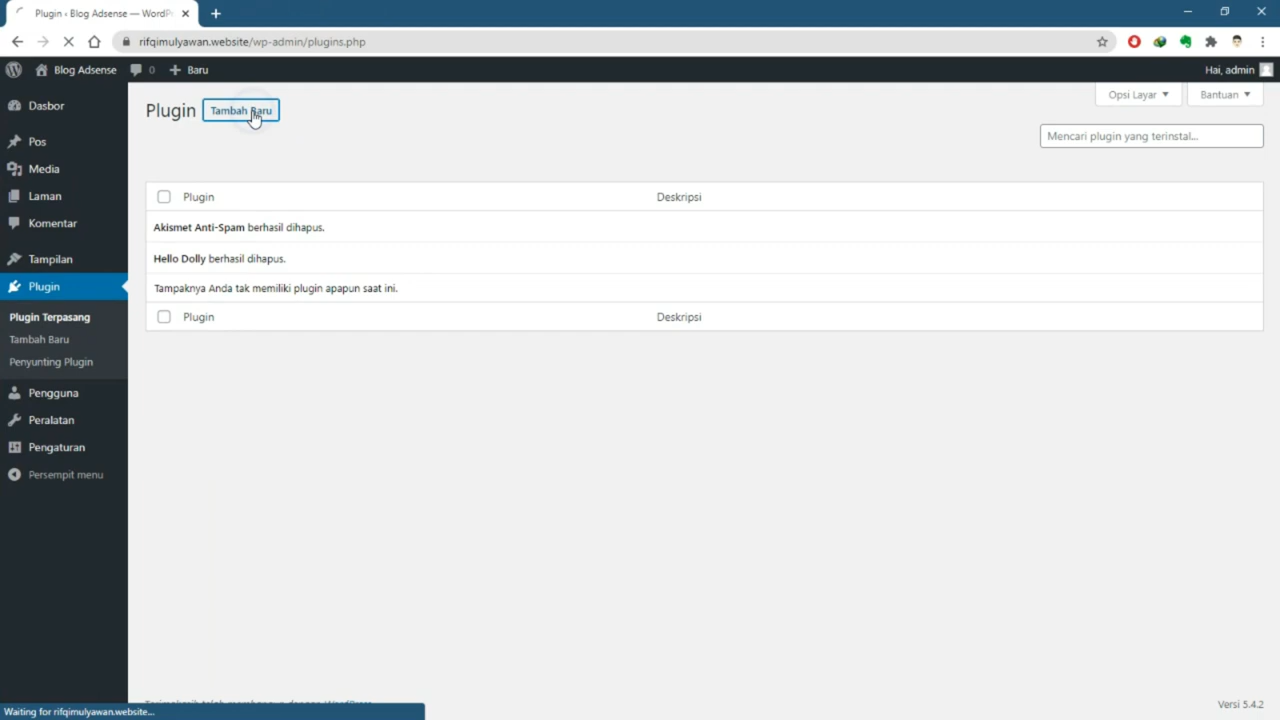 Plugin ‹ Blog Adsense — WordPr
rifqimulyawan.website/wp-admin/plugins.php
Blog Adsense 0 Baru Hai, admin
Dasbor
Pos
Media
Laman
Komentar
Tampilan
Plugin
Plugin Terpasang
Tambah Baru
Penyunting Plugin
Pengguna
Peralatan
Pengaturan
Persempit menu
Opsi Layar Bantuan
Plugin Tambah Baru
Mencari plugin yang terinstal...
Plugin Deskripsi
Akismet Anti-Spam berhasil dihapus.
Hello Dolly berhasil dihapus.
Tampaknya Anda tak memiliki plugin apapun saat ini.
Plugin Deskripsi
Versi 5.4.2
Waiting for rifqimulyawan.website...